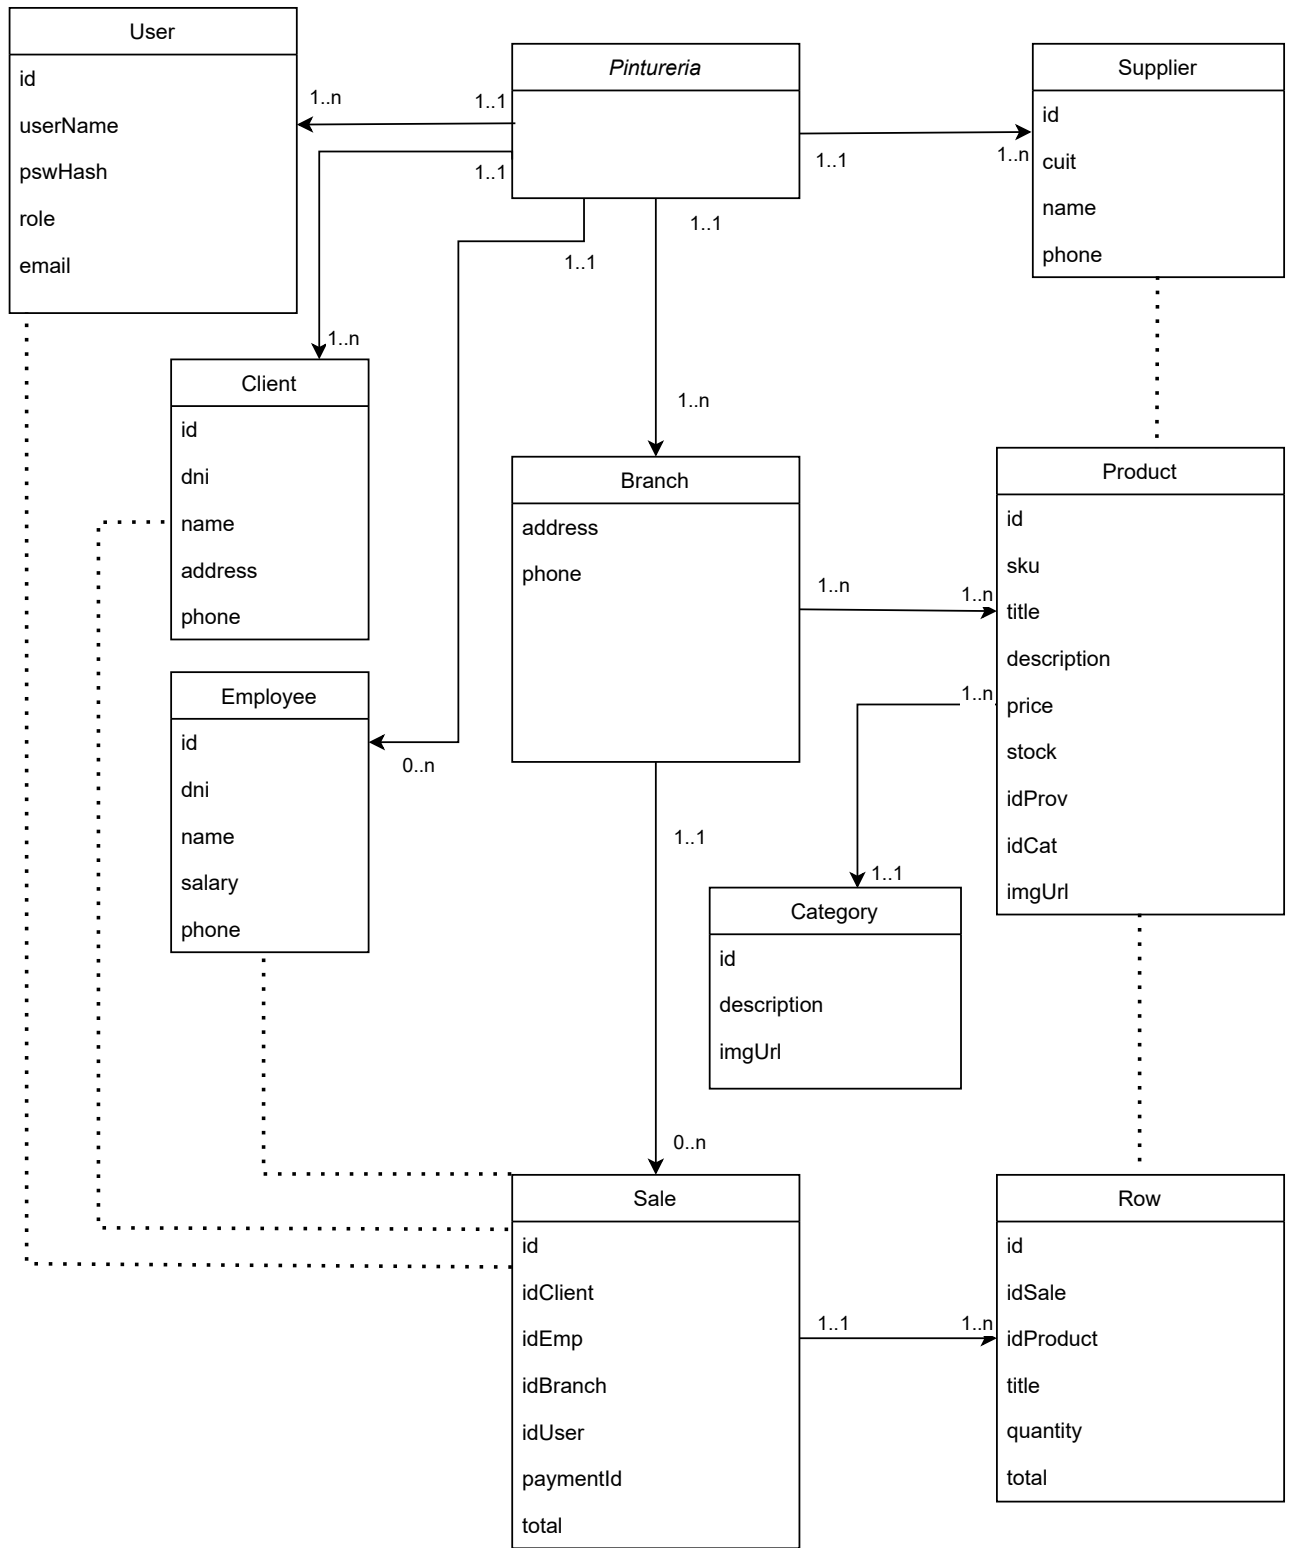 User
id
userName
pswHash
role
email
Pintureria
Supplier
id
cuit
name
phone
1..n
1..1
1..1
1..1
1..n
1..1
1..1
1..n
Client
id
dni
name
address
phone
1..n
Branch
address
phone
Product
id
sku
title
description
price
stock
idProv
idCat
imgUrl
1..n
1..n
1..n
Employee
id
dni
name
salary
phone
0..n
1..1
1..1
Category
id
description
imgUrl
0..n
Sale
id
idClient
idEmp
idBranch
idUser
paymentId
total
1..1
1..n
Row
id
idSale
idProduct
title
quantity
total